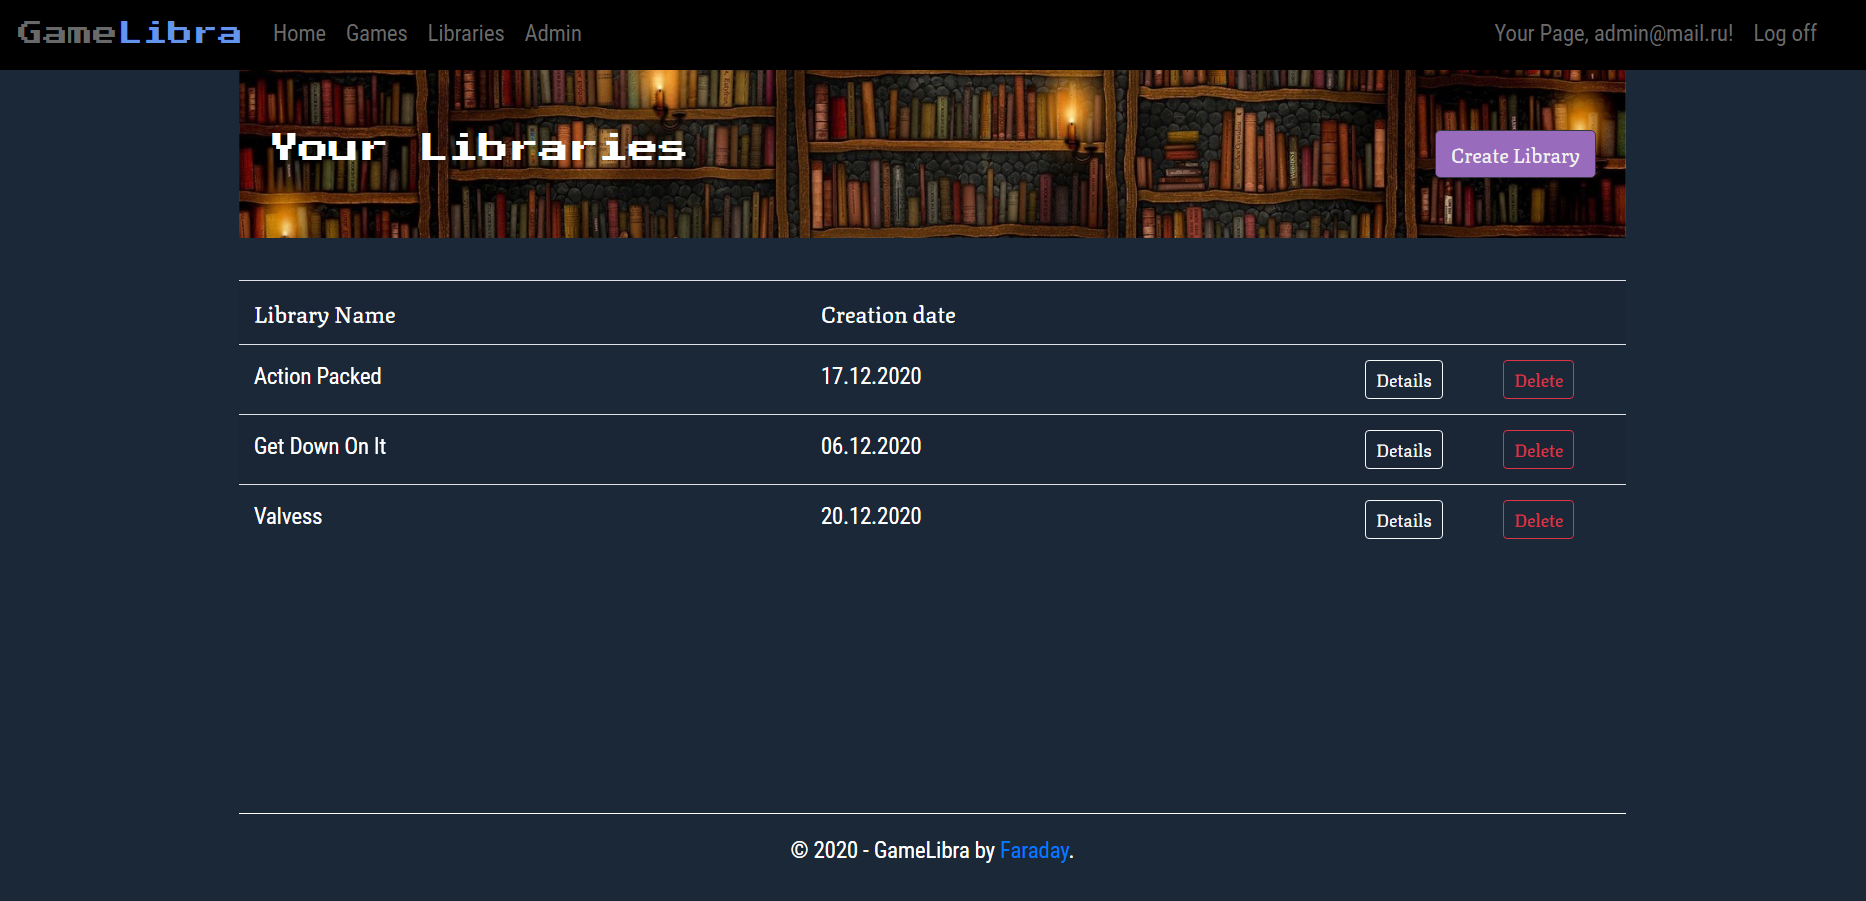 GameLibra Home Games Libraries Admin Your Page, admin@mail.ru! Log off
Your Libraries
Create Library
Library Name Creation date
Action Packed 17.12.2020 Details Delete
Get Down On It 06.12.2020 Details Delete
Valvess 20.12.2020 Details Delete
© 2020 - GameLibra by Faraday.